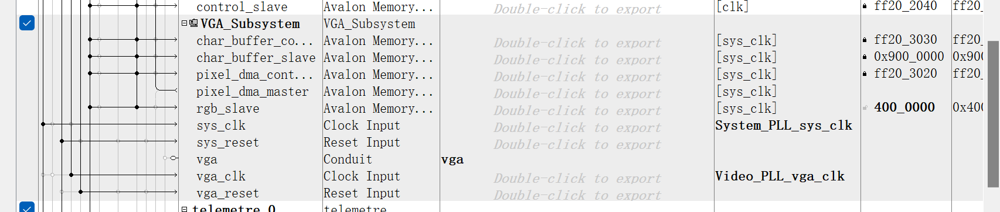 control_slave Avalon Memory... Double-click to export [clk] ff20_2040 ff20_
VGA_Subsystem VGA_Subsystem
char_buffer_co... Avalon Memory... Double-click to export [sys_clk] ff20_3030 ff20_
char_buffer_slave Avalon Memory... Double-click to export [sys_clk] 0x900_0000 0x900
pixel_dma_cont... Avalon Memory... Double-click to export [sys_clk] ff20_3020 ff20_
pixel_dma_master Avalon Memory... Double-click to export [sys_clk]
rgb_slave Avalon Memory... Double-click to export [sys_clk] 400_0000 0x400
sys_clk Clock Input Double-click to export System_PLL_sys_clk
sys_reset Reset Input Double-click to export
vga Conduit vga
vga_clk Clock Input Double-click to export Video_PLL_vga_clk
vga_reset Reset Input Double-click to export
telemetre_0 telemetre